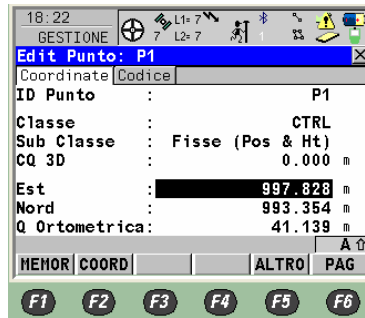 18:22
GESTIONE
7 L1= 7
L2= 7
1
Edit Punto: P1 X
Coordinate Codice
ID Punto : P1
Classe : CTRL
Sub Classe : Fisse (Pos & Ht)
CQ 3D : 0.000 m
Est : 997.828 m
Nord : 993.354 m
Q Ortometrica: 41.139 m
A
MEMOR COORD ALTRO PAG
F1 F2 F3 F4 F5 F6